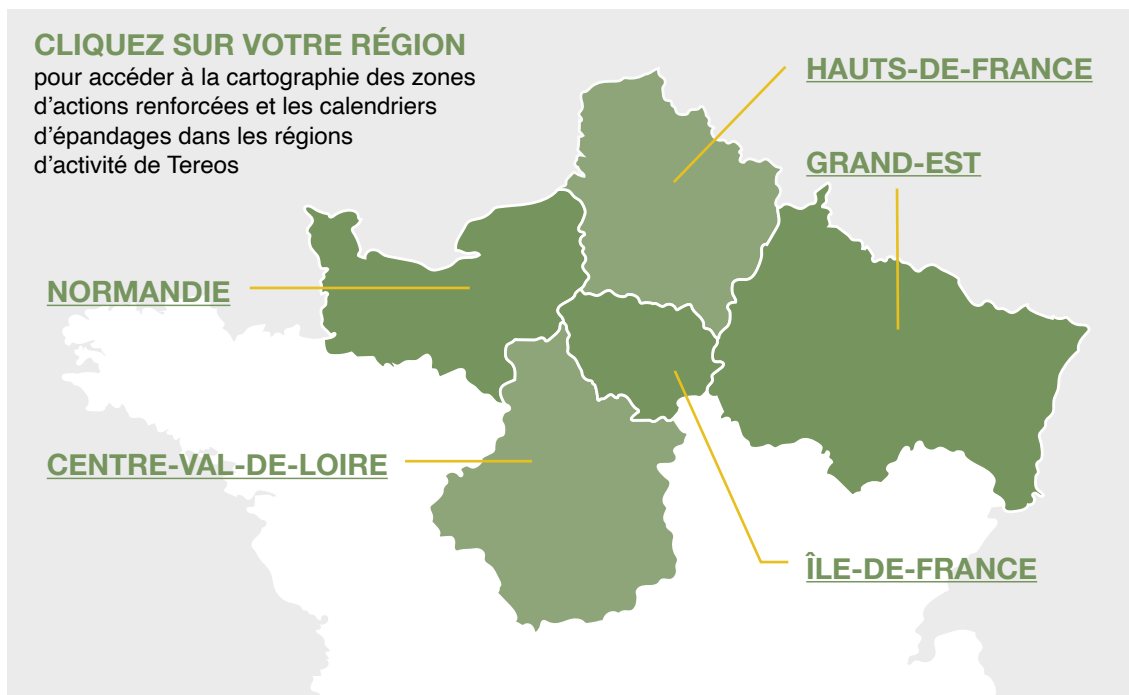 CLIQUEZ SUR VOTRE RÉGION
pour accéder à la cartographie des zones
d'actions renforcées et les calendriers
d'épandages dans les régions
d'activité de Tereos
HAUTS-DE-FRANCE
GRAND-EST
NORMANDIE
CENTRE-VAL-DE-LOIRE
ÎLE-DE-FRANCE